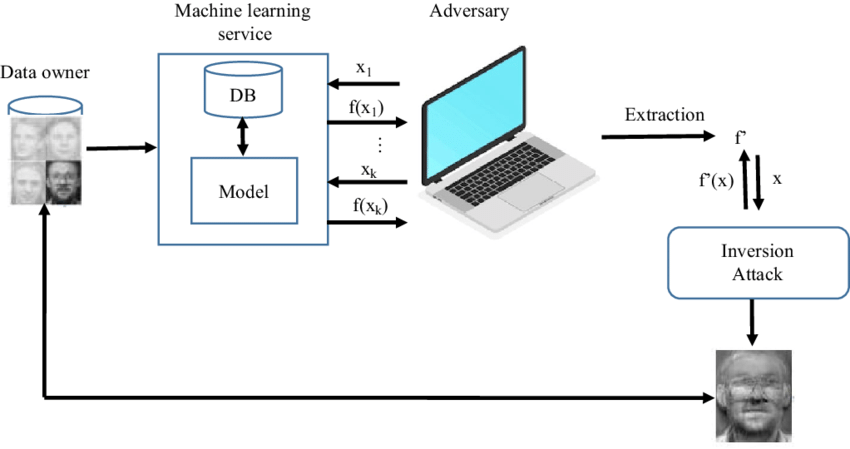 Machine learning
service
Adversary
Data owner
DB
Model
x1
f(x1)
⋮
xk
f(xk)
Extraction
f'
f'(x)
x
Inversion
Attack